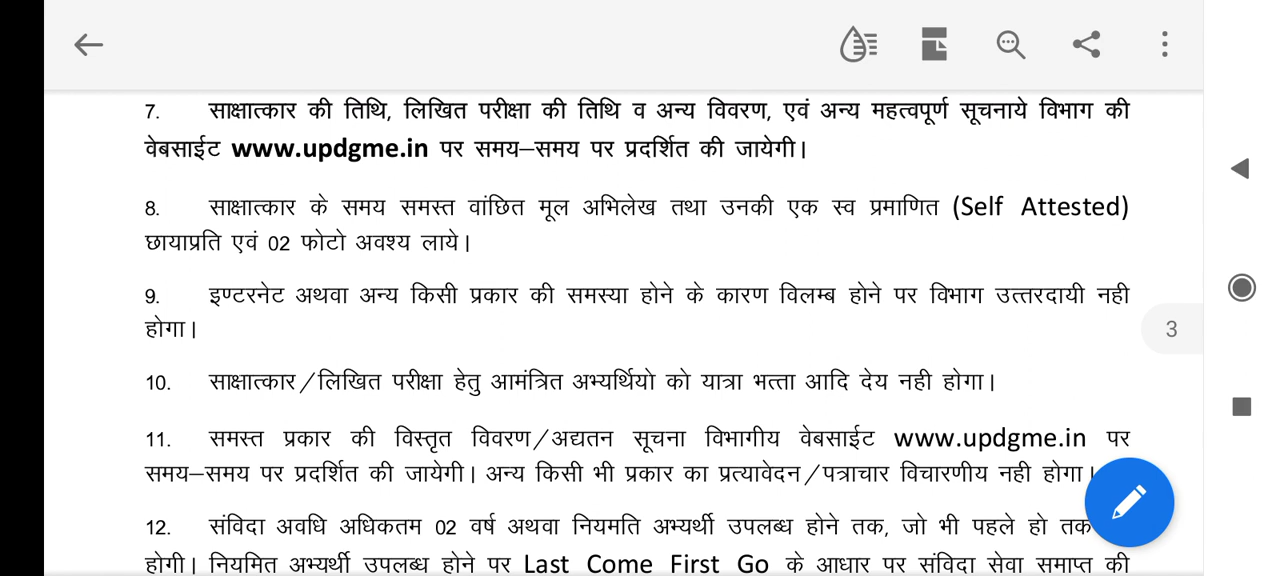 7. साक्षात्कार की तिथि, लिखित परीक्षा की तिथि व अन्य विवरण, एवं अन्य महत्वपूर्ण सूचनाये विभाग की
वेबसाईट www.updgme.in पर समय–समय पर प्रदर्शित की जायेगी।
8. साक्षात्कार के समय समस्त वांछित मूल अभिलेख तथा उनकी एक स्व प्रमाणित (Self Attested)
छायाप्रति एवं 02 फोटो अवश्य लाये।
9. इण्टरनेट अथवा अन्य किसी प्रकार की समस्या होने के कारण विलम्ब होने पर विभाग उत्तरदायी नही
होगा।
3
10. साक्षात्कार/लिखित परीक्षा हेतु आमंत्रित अभ्यर्थियो को यात्रा भत्ता आदि देय नही होगा।
11. समस्त प्रकार की विस्तृत विवरण/अद्यतन सूचना विभागीय वेबसाईट www.updgme.in पर
समय–समय पर प्रदर्शित की जायेगी। अन्य किसी भी प्रकार का प्रत्यावेदन/पत्राचार विचारणीय नही होगा।
12. संविदा अवधि अधिकतम 02 वर्ष अथवा नियमति अभ्यर्थी उपलब्ध होने तक, जो भी पहले हो तक
होगी। नियमित अभ्यर्थी उपलब्ध होने पर Last Come First Go के आधार पर संविदा सेवा समाप्त की